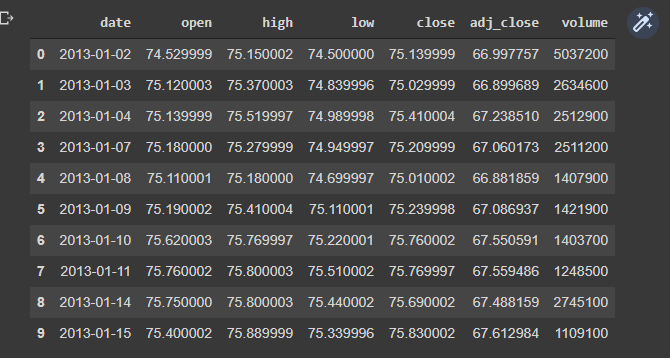 date open high low close adj_close volume
0 2013-01-02 74.529999 75.150002 74.500000 75.139999 66.997757 5037200
1 2013-01-03 75.120003 75.370003 74.839996 75.029999 66.899689 2634600
2 2013-01-04 75.139999 75.519997 74.989998 75.410004 67.238510 2512900
3 2013-01-07 75.180000 75.279999 74.949997 75.209999 67.060173 2511200
4 2013-01-08 75.110001 75.180000 74.699997 75.010002 66.881859 1407900
5 2013-01-09 75.190002 75.410004 75.110001 75.239998 67.086937 1421900
6 2013-01-10 75.620003 75.769997 75.220001 75.760002 67.550591 1403700
7 2013-01-11 75.760002 75.800003 75.510002 75.769997 67.559486 1248500
8 2013-01-14 75.750000 75.800003 75.440002 75.690002 67.488159 2745100
9 2013-01-15 75.400002 75.889999 75.339996 75.830002 67.612984 1109100